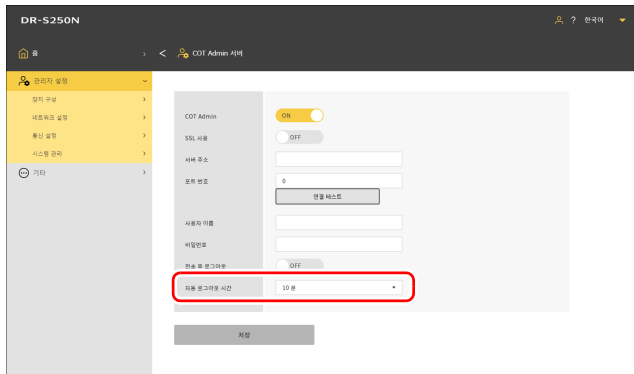 DR-S250N
? 한국어
홈
COT Admin 서버
관리자 설정
장치 구성
네트워크 설정
통신 설정
시스템 관리
기타
COT Admin ON
SSL 사용 OFF
서버 주소
포트 번호 0
연결 테스트
사용자 이름
비밀번호
전송 후 로그아웃 OFF
자동 로그아웃 시간 10 분
저장